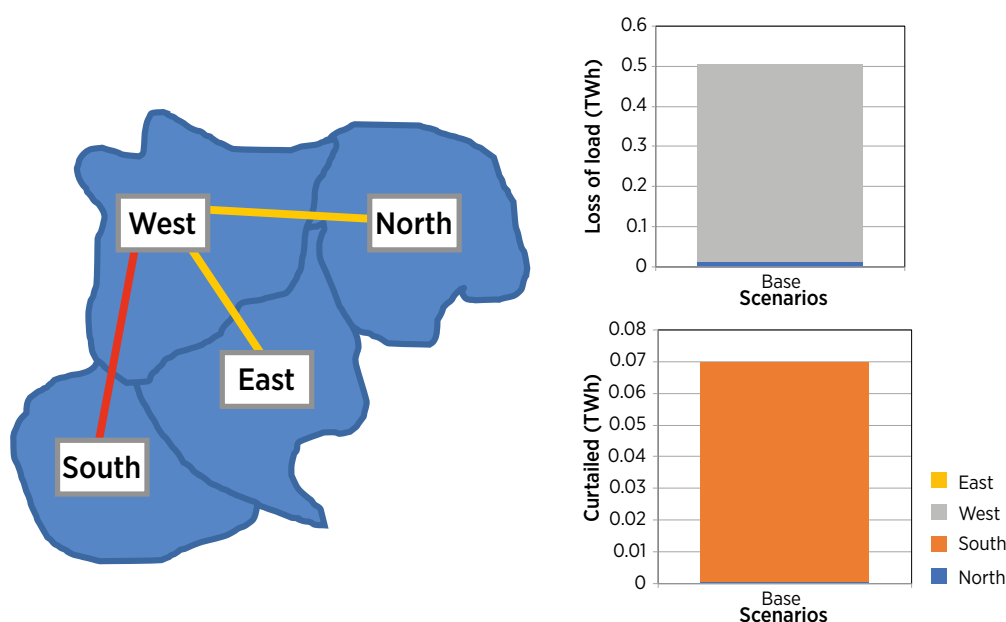 West
North
East
South
Loss of load (TWh)
0.6
0.5
0.4
0.3
0.2
0.1
0
Base
Scenarios
Curtailed (TWh)
0.08
0.07
0.06
0.05
0.04
0.03
0.02
0.01
0
Base
Scenarios
East
West
South
North